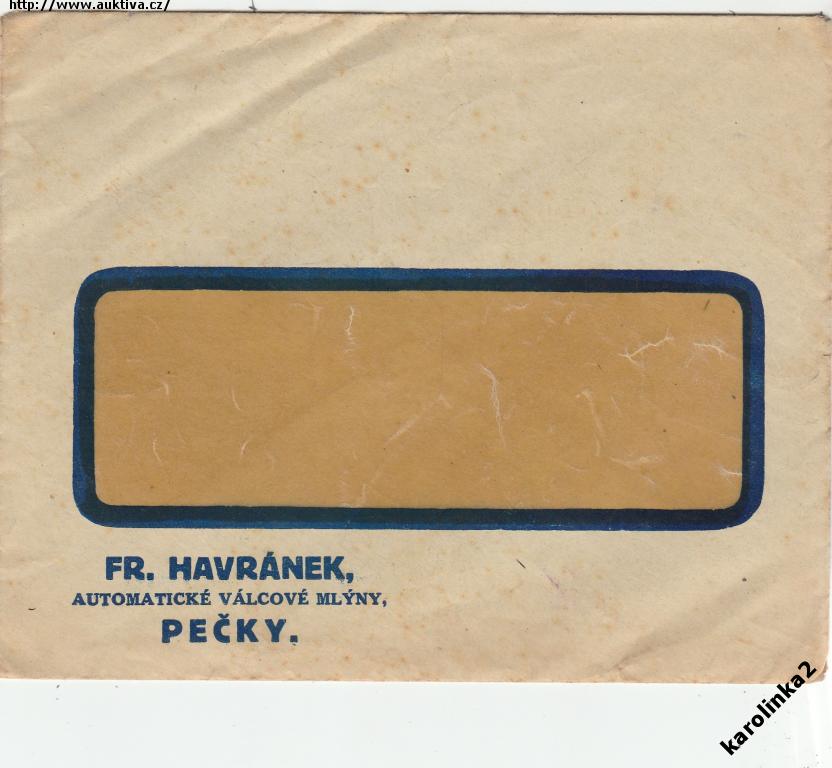 http://www.auktiva.cz/
FR. HAVRÁNEK,
AUTOMATICKÉ VÁLCOVÉ MLÝNY,
PEČKY.
karolinka2